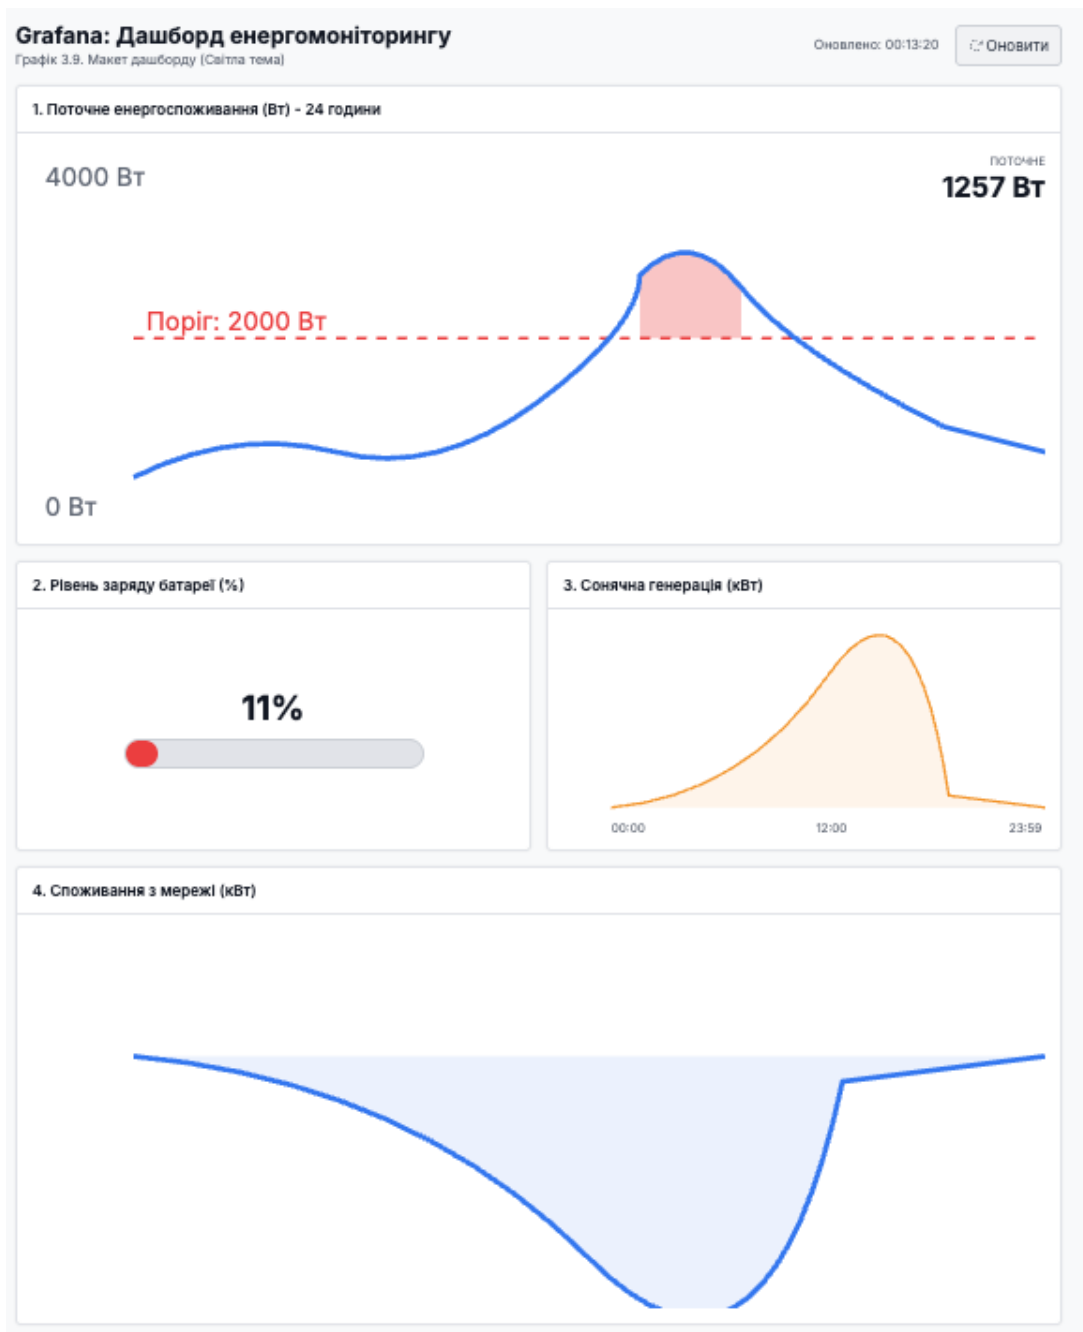 Grafana: Дашборд енергомоніторингу
Графік 3.9. Макет дашборду (Світла тема)
Оновлено: 00:13:20
Оновити
1. Поточне енергоспоживання (Вт) - 24 години
4000 Вт
ПОТОЧНЕ
1257 Вт
Поріг: 2000 Вт
0 Вт
2. Рівень заряду батареї (%)
11%
3. Сонячна генерація (кВт)
00:00
12:00
23:59
4. Споживання з мережі (кВт)